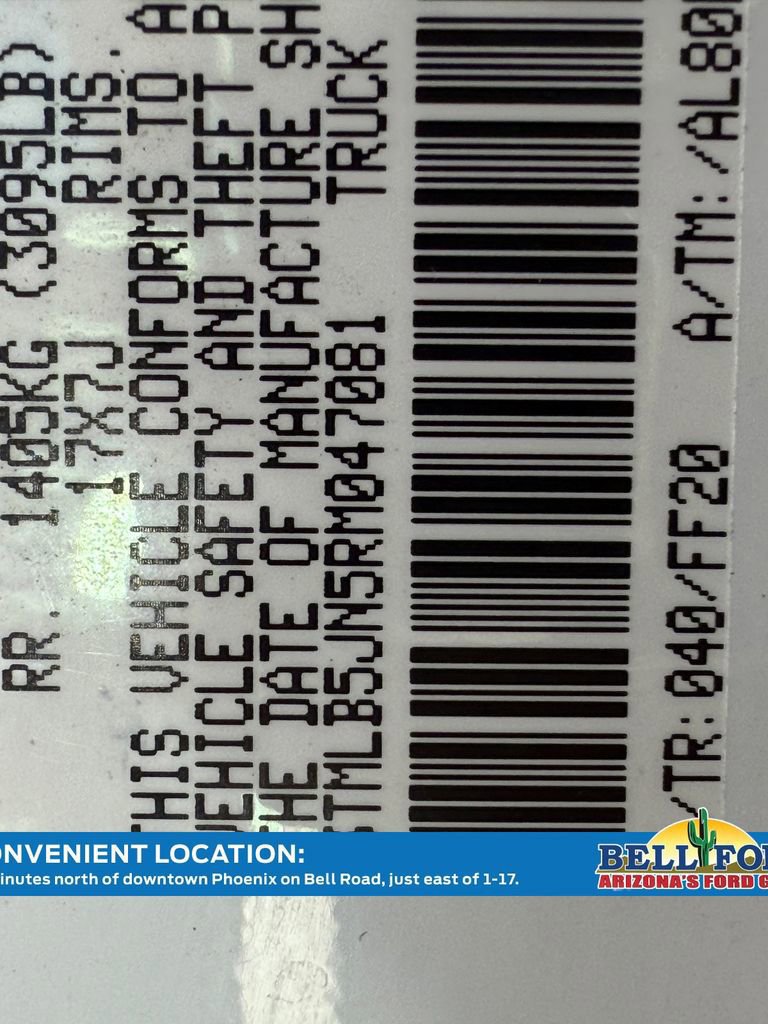 RR. 1405KG (3095LB)
17X7J RIMS.
THIS VEHICLE CONFORMS TO A
VEHICLE SAFETY AND THEFT P
THE DATE OF MANUFACTURE SH
TMLB5JN5RM047081 TRUCK
/TR: 040/FF20 A/TM: /AL80
ONVENIENT LOCATION:
inutes north of downtown Phoenix on Bell Road, just east of 1-17.
BELL FO
ARIZONA'S FORD G